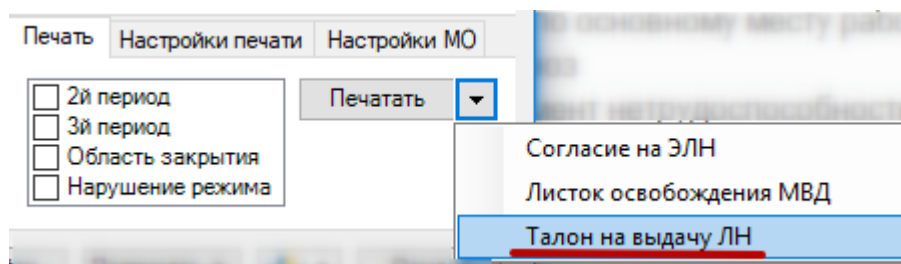 Печать Настройки печати Настройки МО
2й период
3й период
Область закрытия
Нарушение режима
Печатать
Согласие на ЭЛН
Листок освобождения МВД
Талон на выдачу ЛН